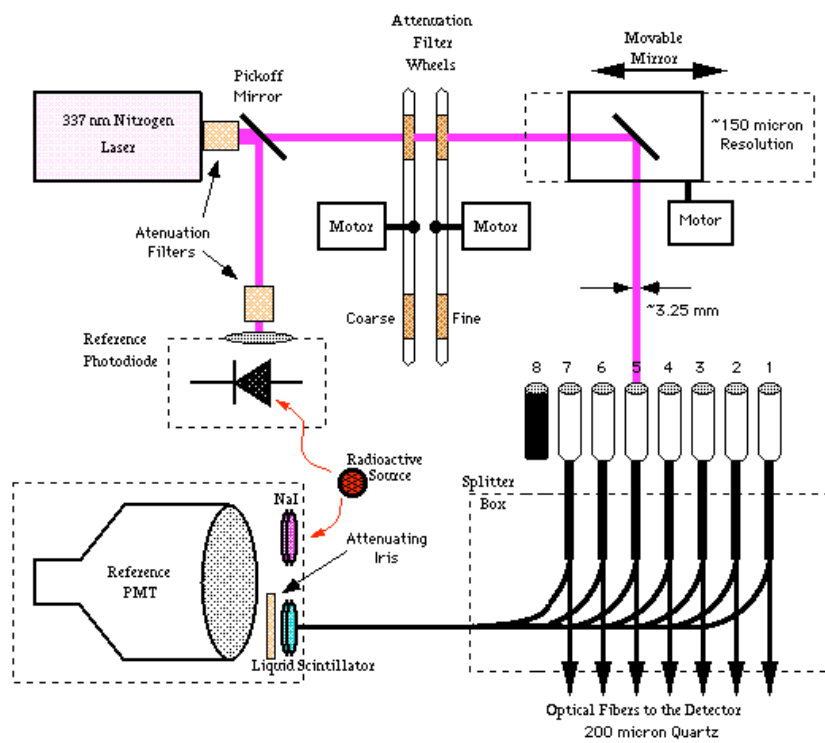 Attenuation
Filter
Wheels
Movable
Mirror
Pickoff
Mirror
337 nm Nitrogen
Laser
~150 micron
Resolution
Motor
Motor
Motor
Atenuation
Filters
~3.25 mm
Coarse
Fine
Reference
Photodiode
8 7 6 5 4 3 2 1
Radioactive
Source
Splitter
Box
NaI
Attenuating
Iris
Reference
PMT
Liquid Scintillator
Optical Fibers to the Detector
200 micron Quartz